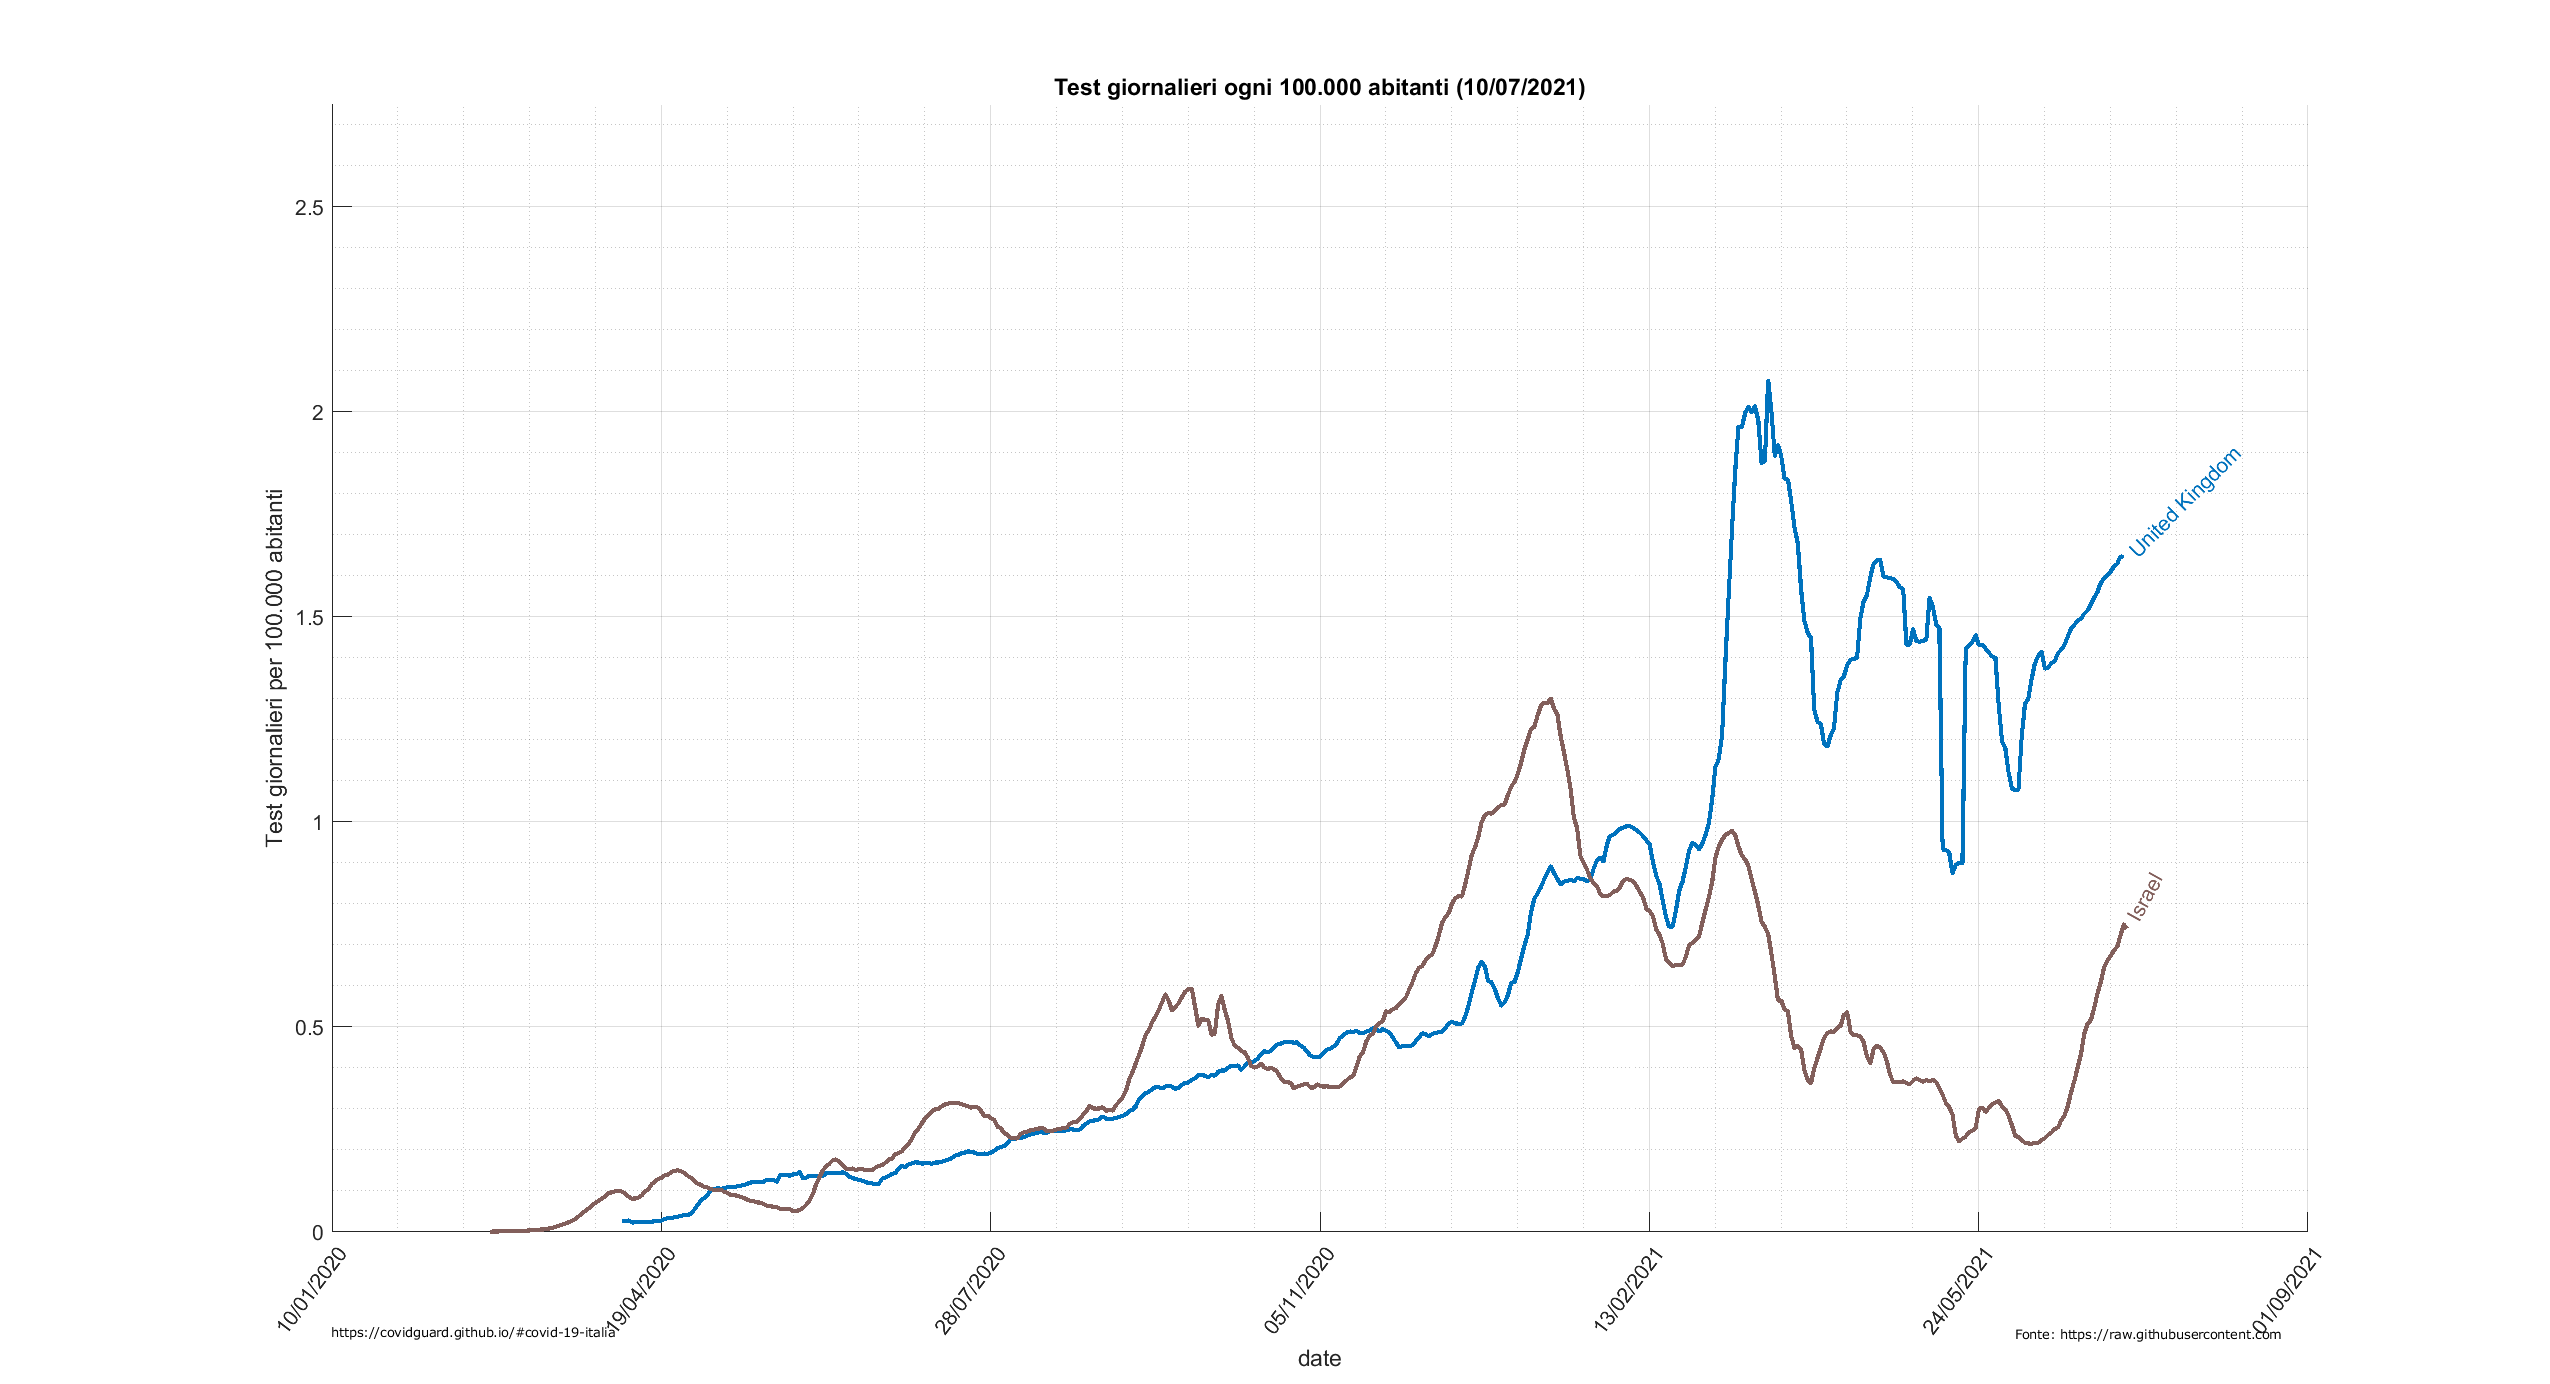 Test giornalieri ogni 100.000 abitanti (10/07/2021)
Test giornalieri per 100.000 abitanti
2.5
2
1.5
1
0.5
0
United Kingdom
Israel
10/01/2020
19/04/2020
28/07/2020
05/11/2020
13/02/2021
24/05/2021
01/09/2021
https://covidguard.github.io/#covid-19-italia
Fonte: https://raw.githubusercontent.com
date